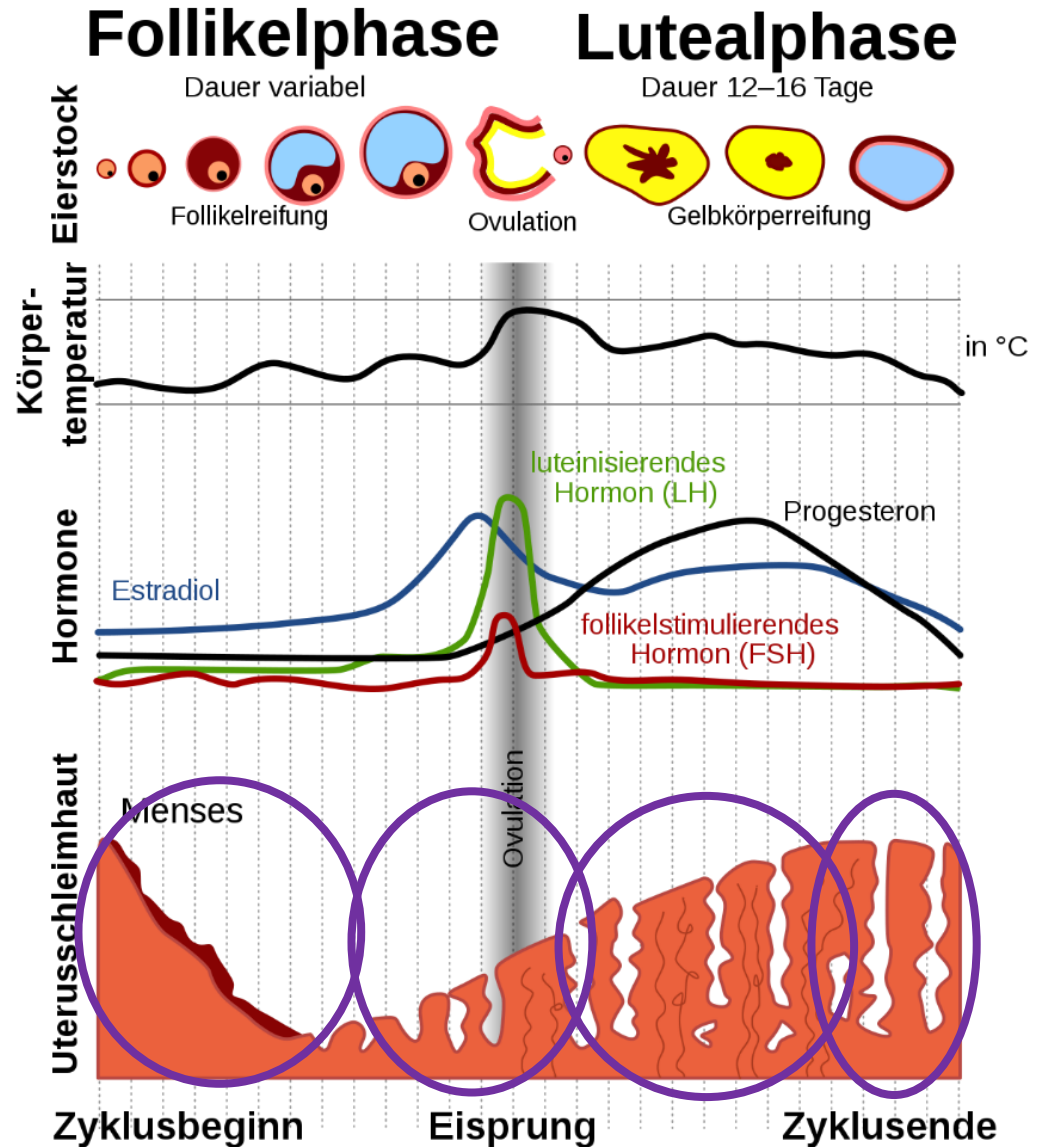 Follikelphase
Lutealphase
Dauer variabel
Dauer 12–16 Tage
Eierstock
Follikelreifung
Ovulation
Gelbkörperreifung
Körper-
temperatur
in °C
Hormone
luteinisierendes
Hormon (LH)
Progesteron
Estradiol
follikelstimulierendes
Hormon (FSH)
Uterusschleimhaut
Menses
Ovulation
Zyklusbeginn
Eisprung
Zyklusende